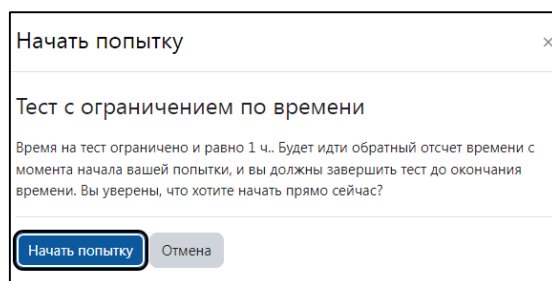 Начать попытку ×
Тест с ограничением по времени
Время на тест ограничено и равно 1 ч.. Будет идти обратный отсчет времени с
момента начала вашей попытки, и вы должны завершить тест до окончания
времени. Вы уверены, что хотите начать прямо сейчас?
Начать попытку Отмена